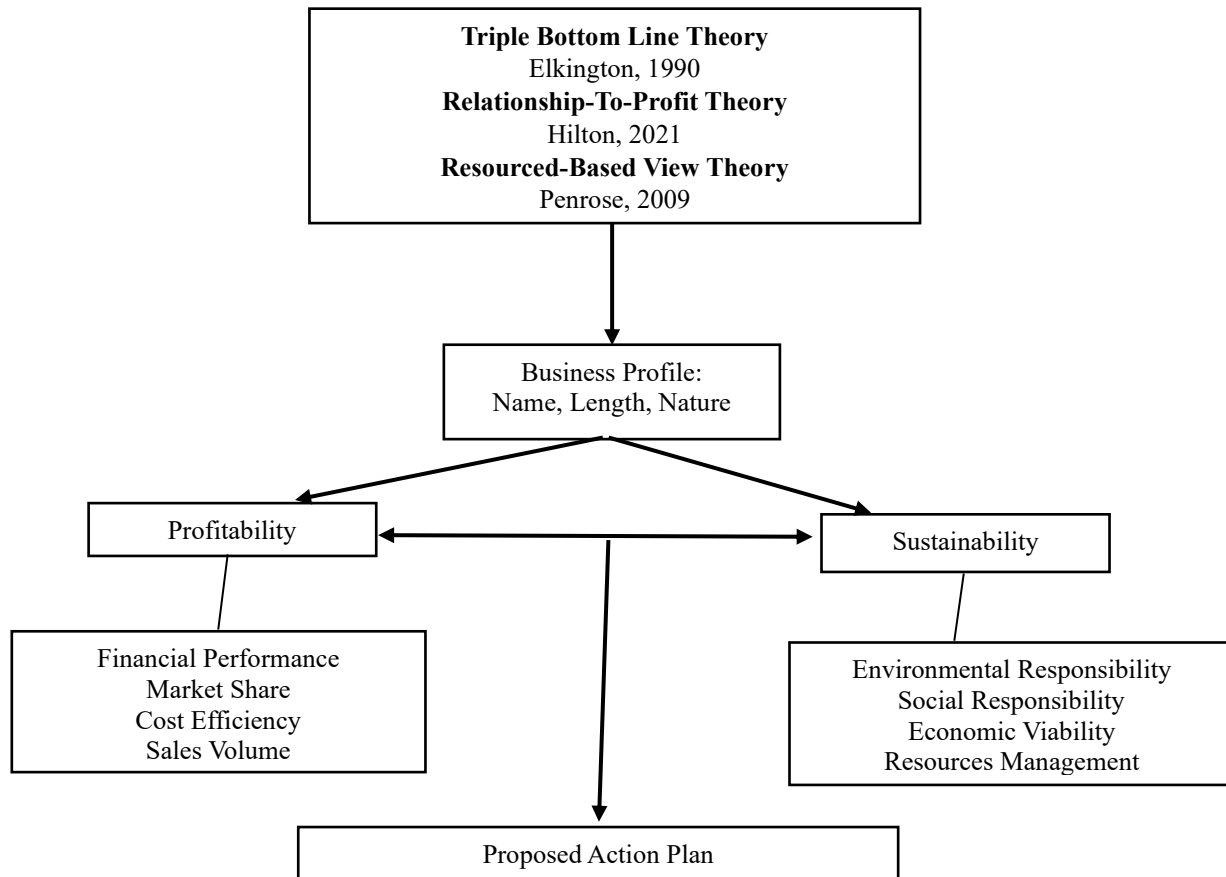 Triple Bottom Line Theory
Elkington, 1990
Relationship-To-Profit Theory
Hilton, 2021
Resourced-Based View Theory
Penrose, 2009
Business Profile:
Name, Length, Nature
Profitability
Sustainability
Financial Performance
Market Share
Cost Efficiency
Sales Volume
Environmental Responsibility
Social Responsibility
Economic Viability
Resources Management
Proposed Action Plan